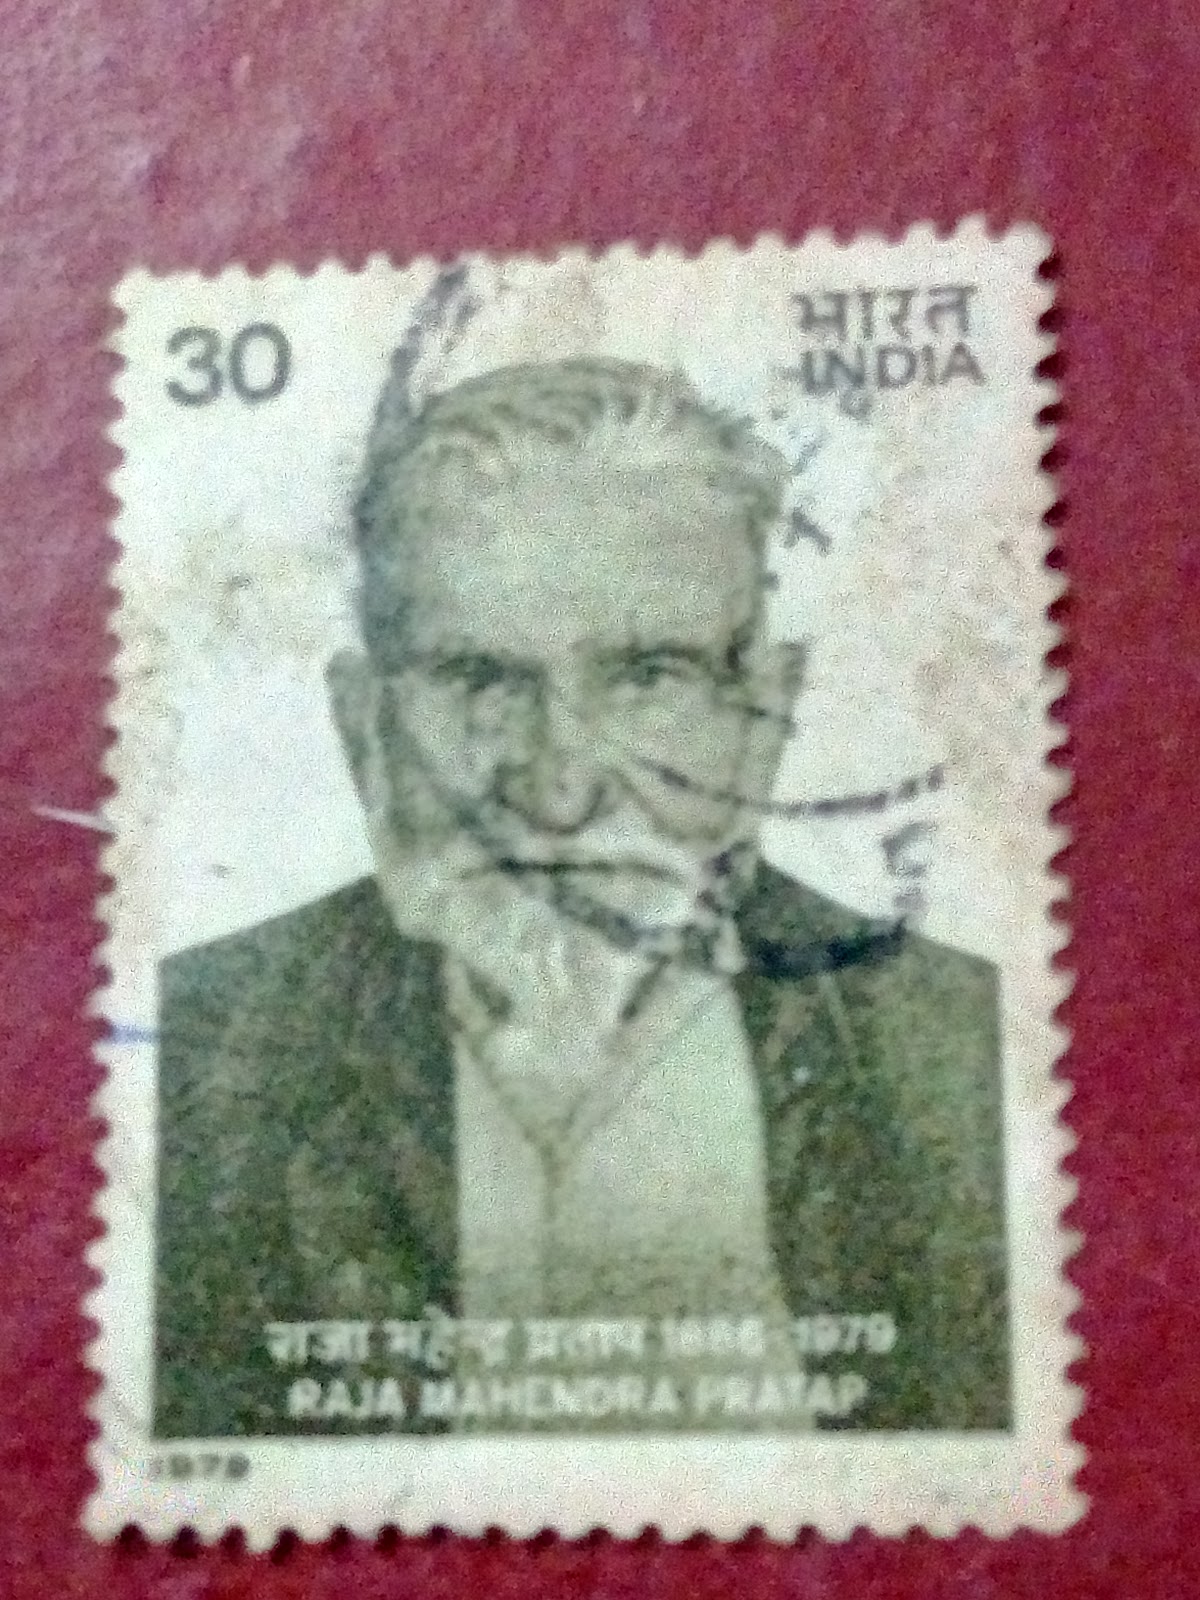 30
भारत
INDIA
राजा महेन्द्र प्रताप 1886-1979
RAJA MAHENDRA PRATAP
1979